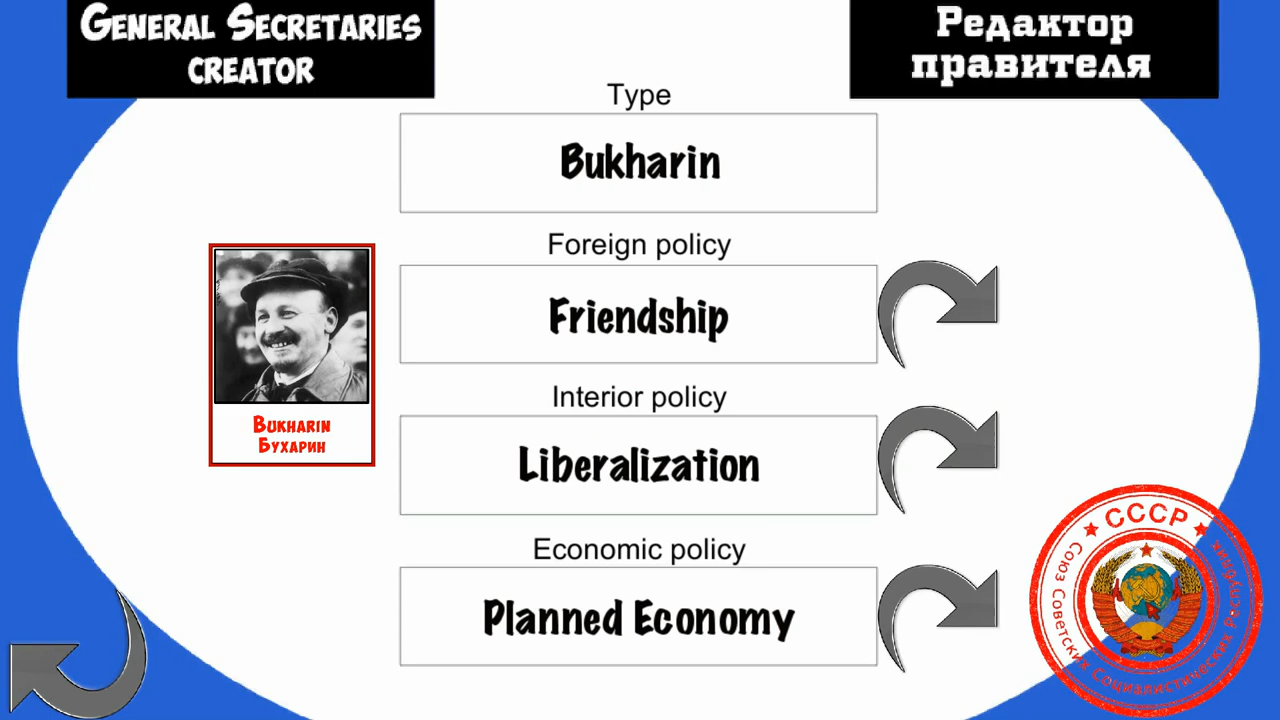 General Secretaries
creator
Редактор
правителя
Type
Bukharin
Foreign policy
Friendship
Bukharin
Бухарин
Interior policy
Liberalization
Economic policy
Planned Economy
СССР
Союз Советских Социалистических Республик